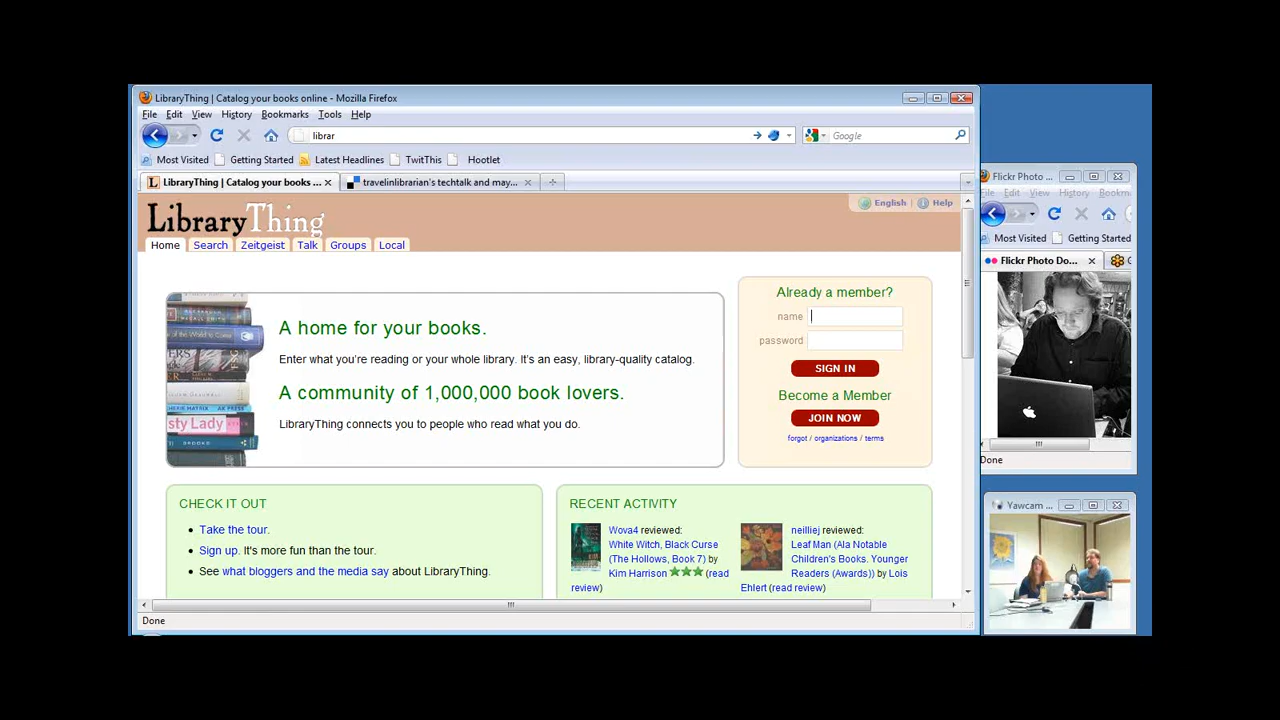 LibraryThing | Catalog your books online - Mozilla Firefox
File Edit View History Bookmarks Tools Help
librar
Google
Most Visited Getting Started Latest Headlines TwitThis Hootlet
LibraryThing | Catalog your books ...
travelinlibrarian's techtalk and may...
LibraryThing
English Help
Home Search Zeitgeist Talk Groups Local
A home for your books.
Enter what you're reading or your whole library. It's an easy, library-quality catalog.
A community of 1,000,000 book lovers.
LibraryThing connects you to people who read what you do.
sty Lady
Already a member?
name
password
SIGN IN
Become a Member
JOIN NOW
forgot / organizations / terms
CHECK IT OUT
Take the tour.
Sign up. It's more fun than the tour.
See what bloggers and the media say about LibraryThing.
RECENT ACTIVITY
Wova4 reviewed:
White Witch, Black Curse
(The Hollows, Book 7) by
Kim Harrison (read
review)
neilliej reviewed:
Leaf Man (Ala Notable
Children's Books. Younger
Readers (Awards)) by Lois
Ehlert (read review)
Done
Flickr Photo ...
File Edit View History Bookm
Most Visited Getting Started
Flickr Photo Do...
Done
Yawcam ...